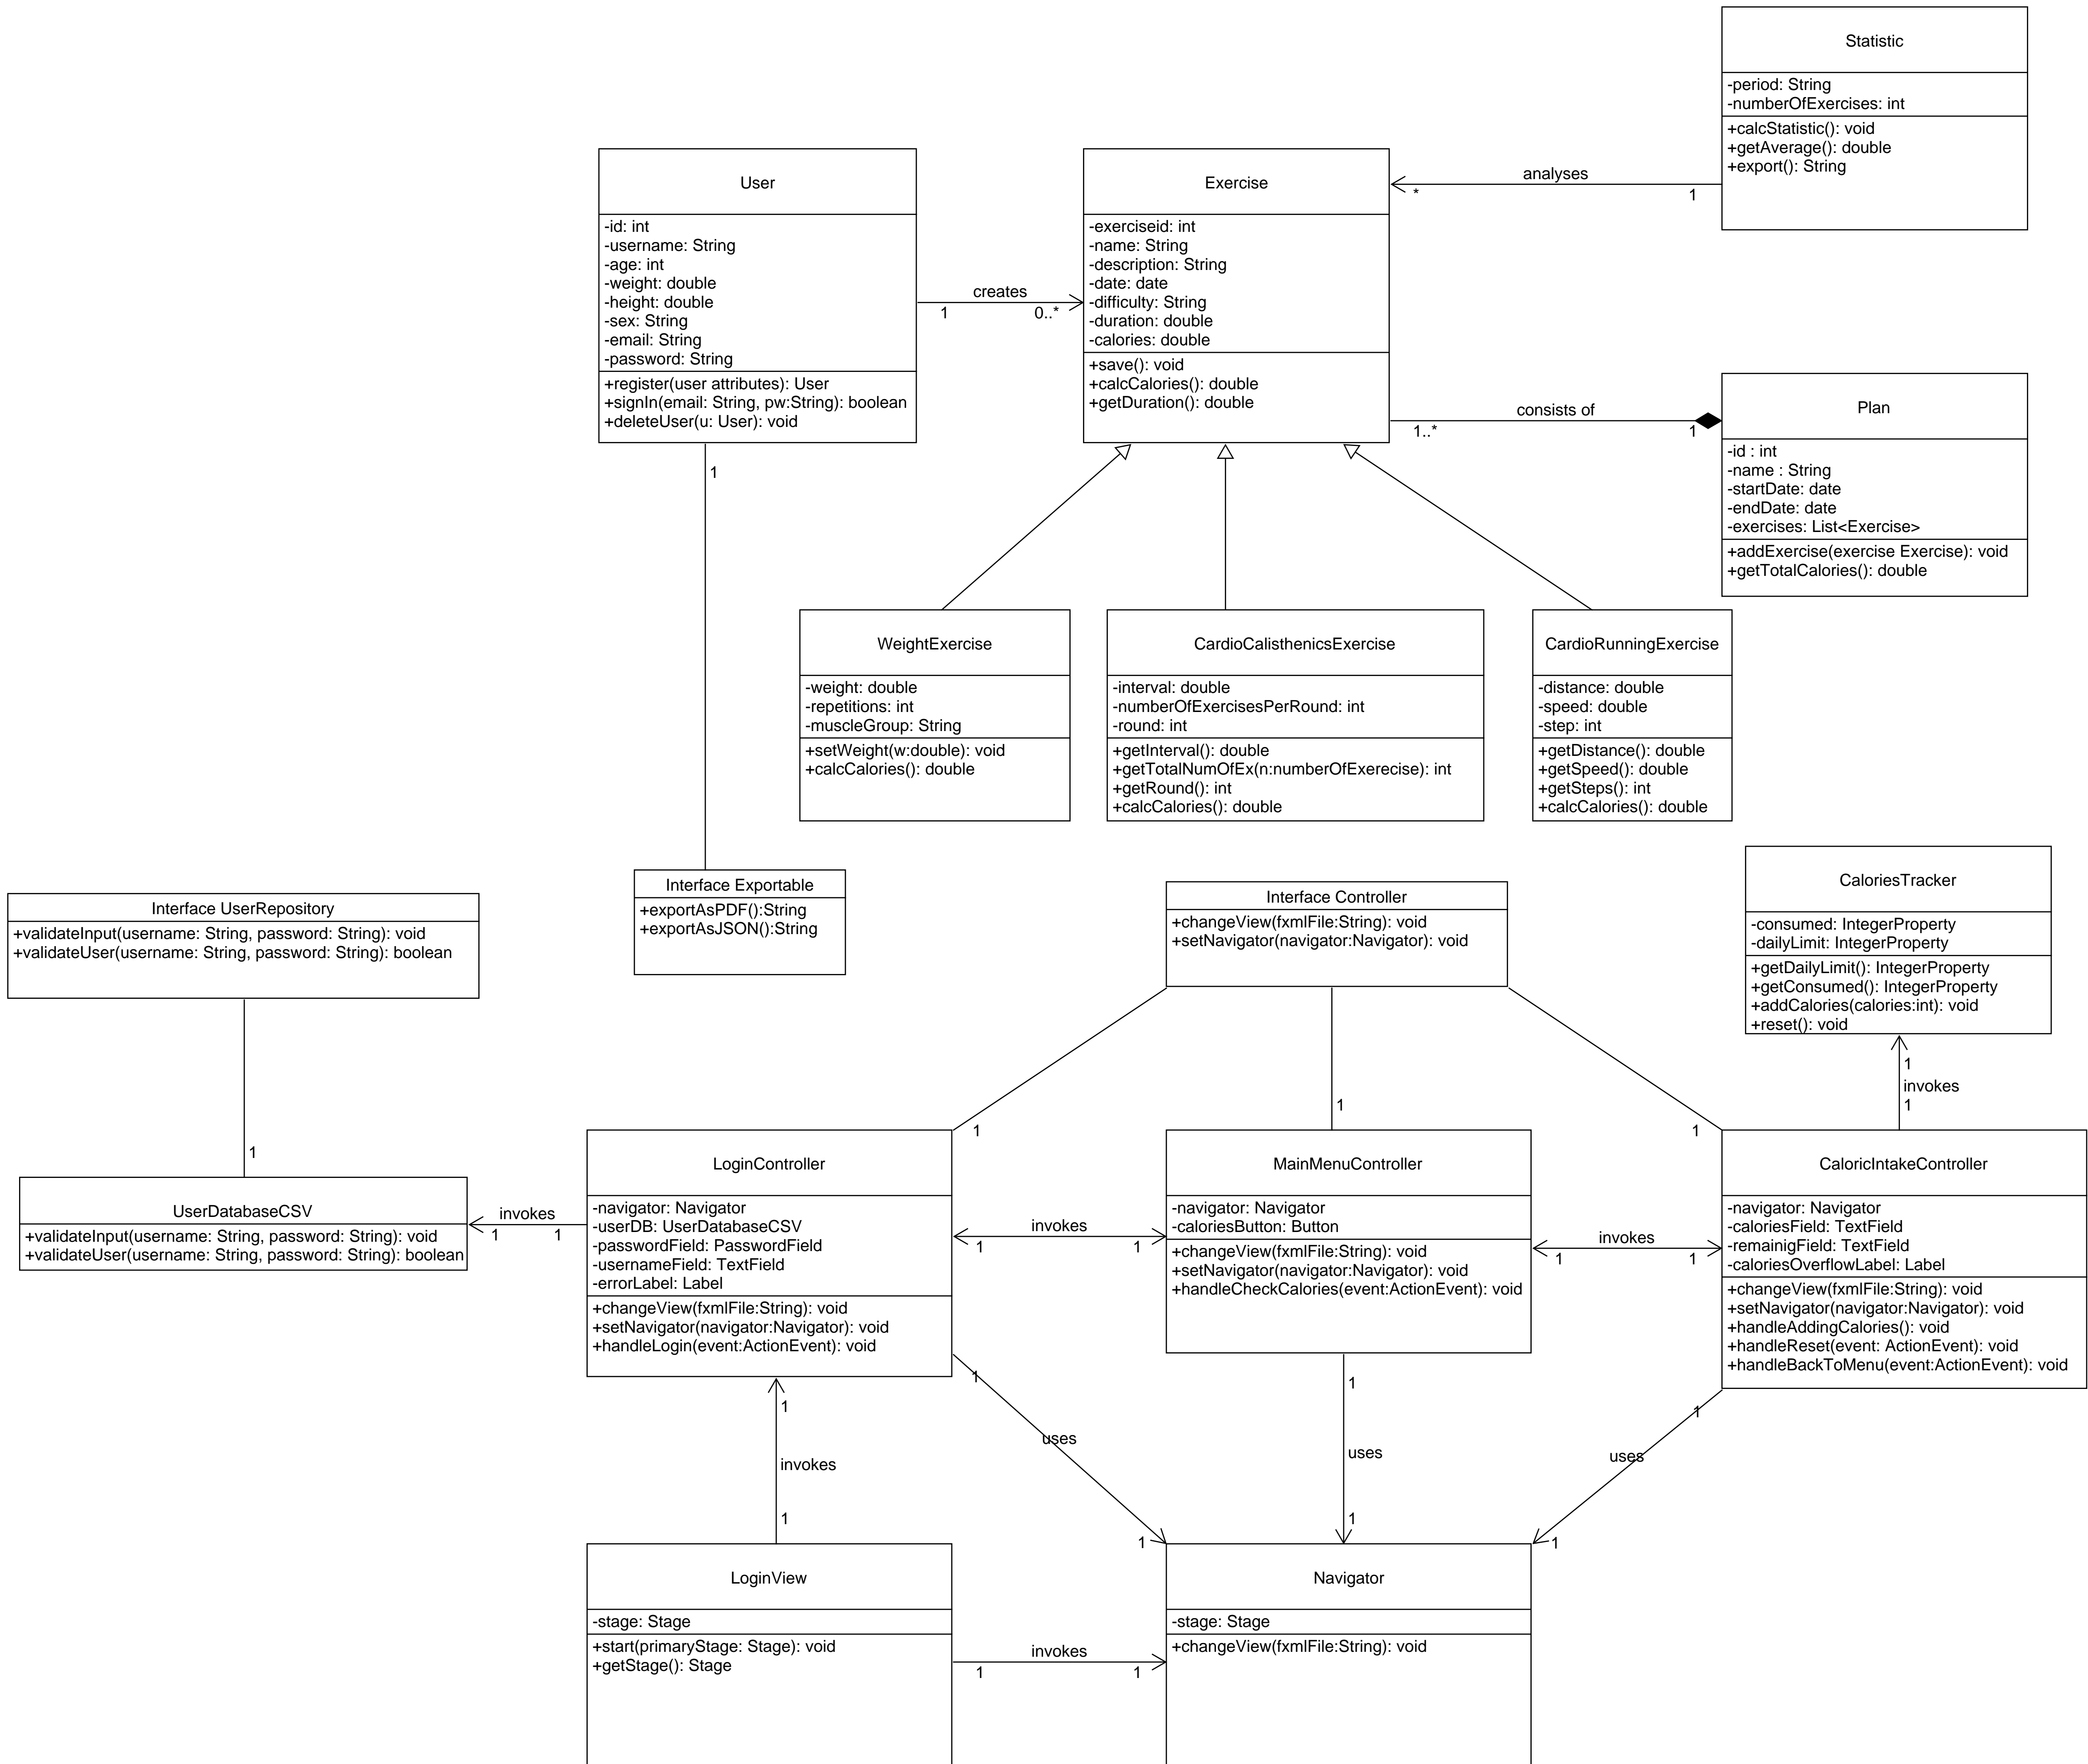 Statistic
-period: String
-numberOfExercises: int
+calcStatistic(): void
+getAverage(): double
+export(): String
User
-id: int
-username: String
-age: int
-weight: double
-height: double
-sex: String
-email: String
-password: String
+register(user attributes): User
+signIn(email: String, pw:String): boolean
+deleteUser(u: User): void
creates
1
0..*
Exercise
-exerciseid: int
-name: String
-description: String
-date: date
-difficulty: String
-duration: double
-calories: double
+save(): void
+calcCalories(): double
+getDuration(): double
analyses
*
1
consists of
1..*
1
Plan
-id : int
-name : String
-startDate: date
-endDate: date
-exercises: List<Exercise>
+addExercise(exercise Exercise): void
+getTotalCalories(): double
1
WeightExercise
-weight: double
-repetitions: int
-muscleGroup: String
+setWeight(w:double): void
+calcCalories(): double
CardioCalisthenicsExercise
-interval: double
-numberOfExercisesPerRound: int
-round: int
+getInterval(): double
+getTotalNumOfEx(n:numberOfExerecise): int
+getRound(): int
+calcCalories(): double
CardioRunningExercise
-distance: double
-speed: double
-step: int
+getDistance(): double
+getSpeed(): double
+getSteps(): int
+calcCalories(): double
Interface UserRepository
+validateInput(username: String, password: String): void
+validateUser(username: String, password: String): boolean
Interface Exportable
+exportAsPDF():String
+exportAsJSON():String
Interface Controller
+changeView(fxmlFile:String): void
+setNavigator(navigator:Navigator): void
CaloriesTracker
-consumed: IntegerProperty
-dailyLimit: IntegerProperty
+getDailyLimit(): IntegerProperty
+getConsumed(): IntegerProperty
+addCalories(calories:int): void
+reset(): void
1
invokes
1
1
1
1
1
UserDatabaseCSV
+validateInput(username: String, password: String): void
+validateUser(username: String, password: String): boolean
invokes
1
1
LoginController
-navigator: Navigator
-userDB: UserDatabaseCSV
-passwordField: PasswordField
-usernameField: TextField
-errorLabel: Label
+changeView(fxmlFile:String): void
+setNavigator(navigator:Navigator): void
+handleLogin(event:ActionEvent): void
invokes
1
1
MainMenuController
-navigator: Navigator
-caloriesButton: Button
+changeView(fxmlFile:String): void
+setNavigator(navigator:Navigator): void
+handleCheckCalories(event:ActionEvent): void
invokes
1
1
CaloricIntakeController
-navigator: Navigator
-caloriesField: TextField
-remainigField: TextField
-caloriesOverflowLabel: Label
+changeView(fxmlFile:String): void
+setNavigator(navigator:Navigator): void
+handleAddingCalories(): void
+handleReset(event: ActionEvent): void
+handleBackToMenu(event:ActionEvent): void
1
invokes
1
1
uses
1
1
uses
1
1
uses
1
LoginView
-stage: Stage
+start(primaryStage: Stage): void
+getStage(): Stage
invokes
1
1
Navigator
-stage: Stage
+changeView(fxmlFile:String): void